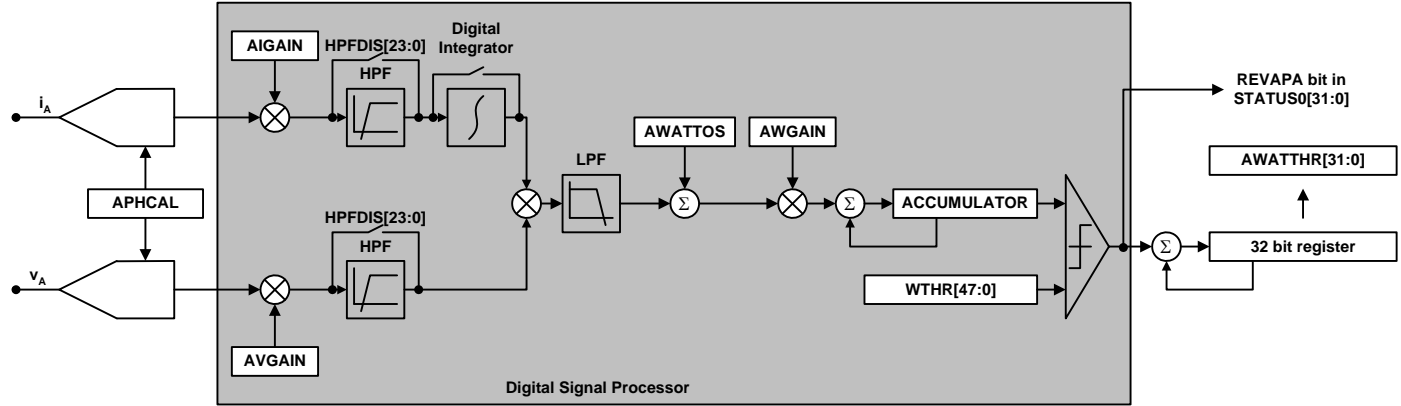 Digital
Integrator
AIGAIN
HPFDIS[23:0]
HPF
iA
REVAPA bit in
STATUS0[31:0]
AWATTOS
AWGAIN
LPF
AWATTHR[31:0]
APHCAL
HPFDIS[23:0]
HPF
Σ
Σ
ACCUMULATOR
Σ
32 bit register
vA
WTHR[47:0]
AVGAIN
Digital Signal Processor